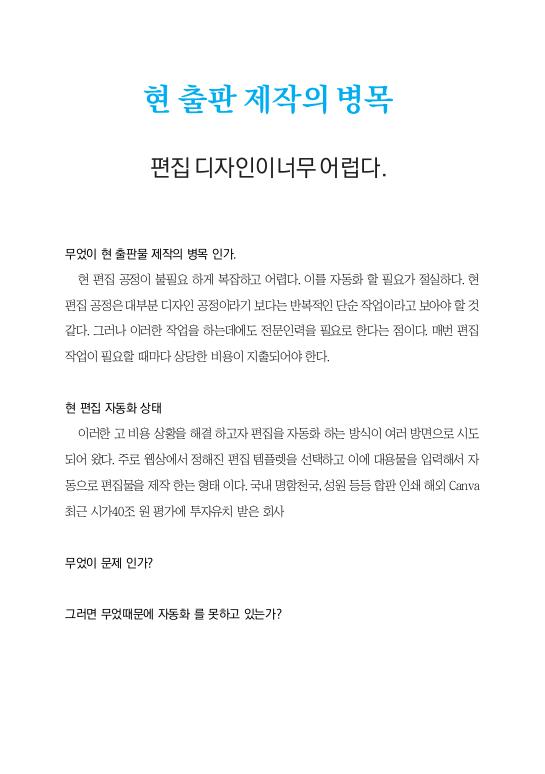 현 출판 제작의 병목
편집 디자인이너무 어렵다.
무엇이 현 출판물 제작의 병목 인가.
현 편집 공정이 불필요 하게 복잡하고 어렵다. 이를 자동화 할 필요가 절실하다. 현
편집 공정은 대부분 디자인 공정이라기 보다는 반복적인 단순 작업이라고 보아야 할 것
같다. 그러나 이러한 작업을 하는데에도 전문인력을 필요로 한다는 점이다. 매번 편집
작업이 필요할 때마다 상당한 비용이 지출되어야 한다.
현 편집 자동화 상태
이러한 고 비용 상황을 해결 하고자 편집을 자동화 하는 방식이 여러 방면으로 시도
되어 왔다. 주로 웹상에서 정해진 편집 템플렛을 선택하고 이에 대용물을 입력해서 자
동으로 편집물을 제작 한는 형태 이다. 국내 명함천국, 성원 등등 합판 인쇄 해외 Canva
최근 시가40조 원 평가에 투자유치 받은 회사
무엇이 문제 인가?
그러면 무엇때문에 자동화 를 못하고 있는가?